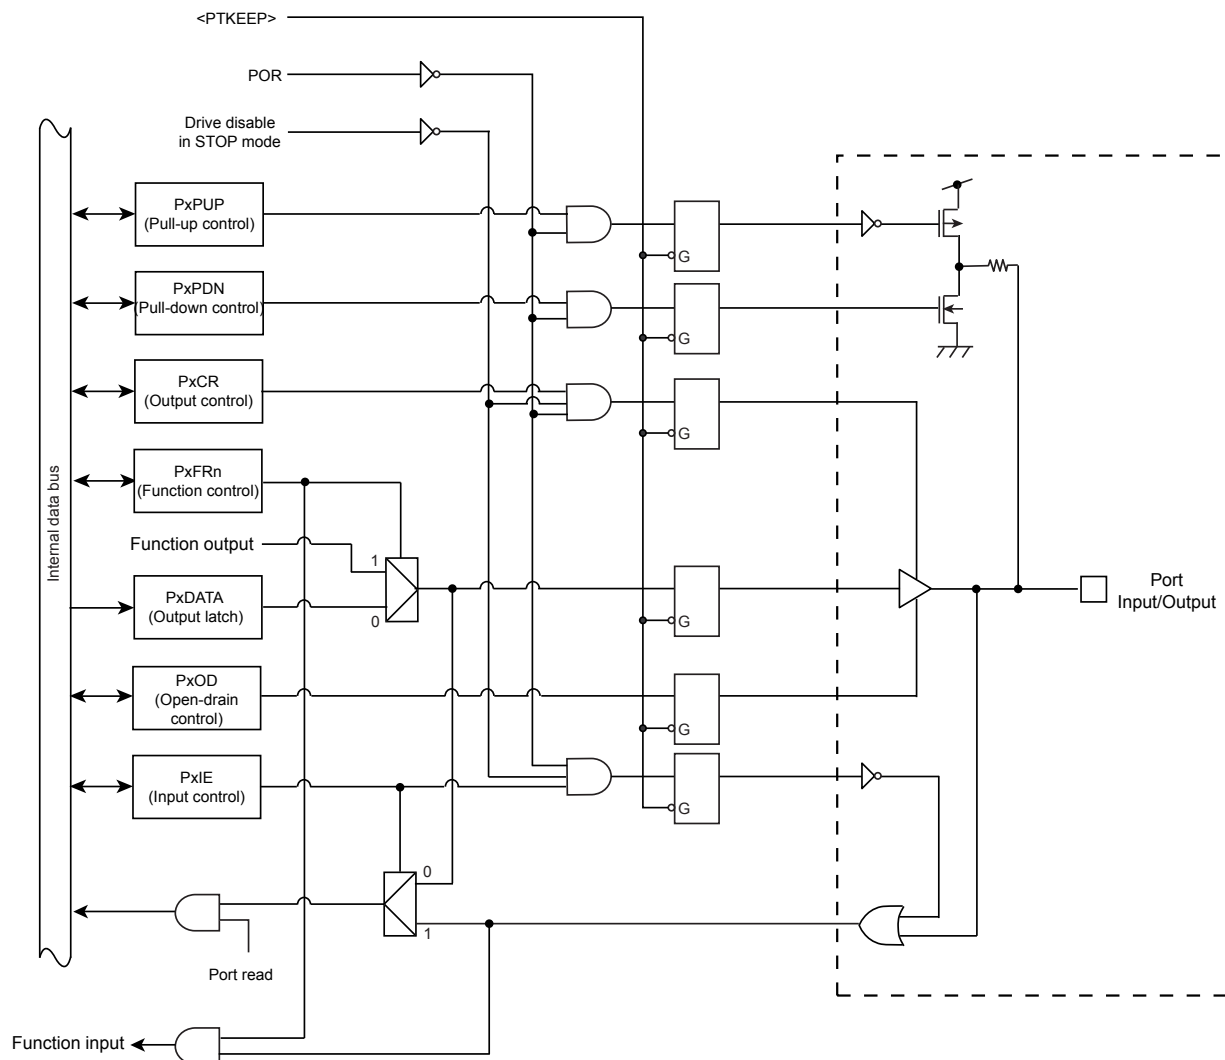 <PTKEEP>
POR
Drive disable
in STOP mode
PxPUP
(Pull-up control)
G
PxPDN
(Pull-down control)
G
PxCR
(Output control)
G
PxFRn
(Function control)
Internal data bus
Function output
1
PxDATA
(Output latch)
0
G
Port
Input/Output
PxOD
(Open-drain
control)
G
PxIE
(Input control)
G
0
1
Port read
Function input